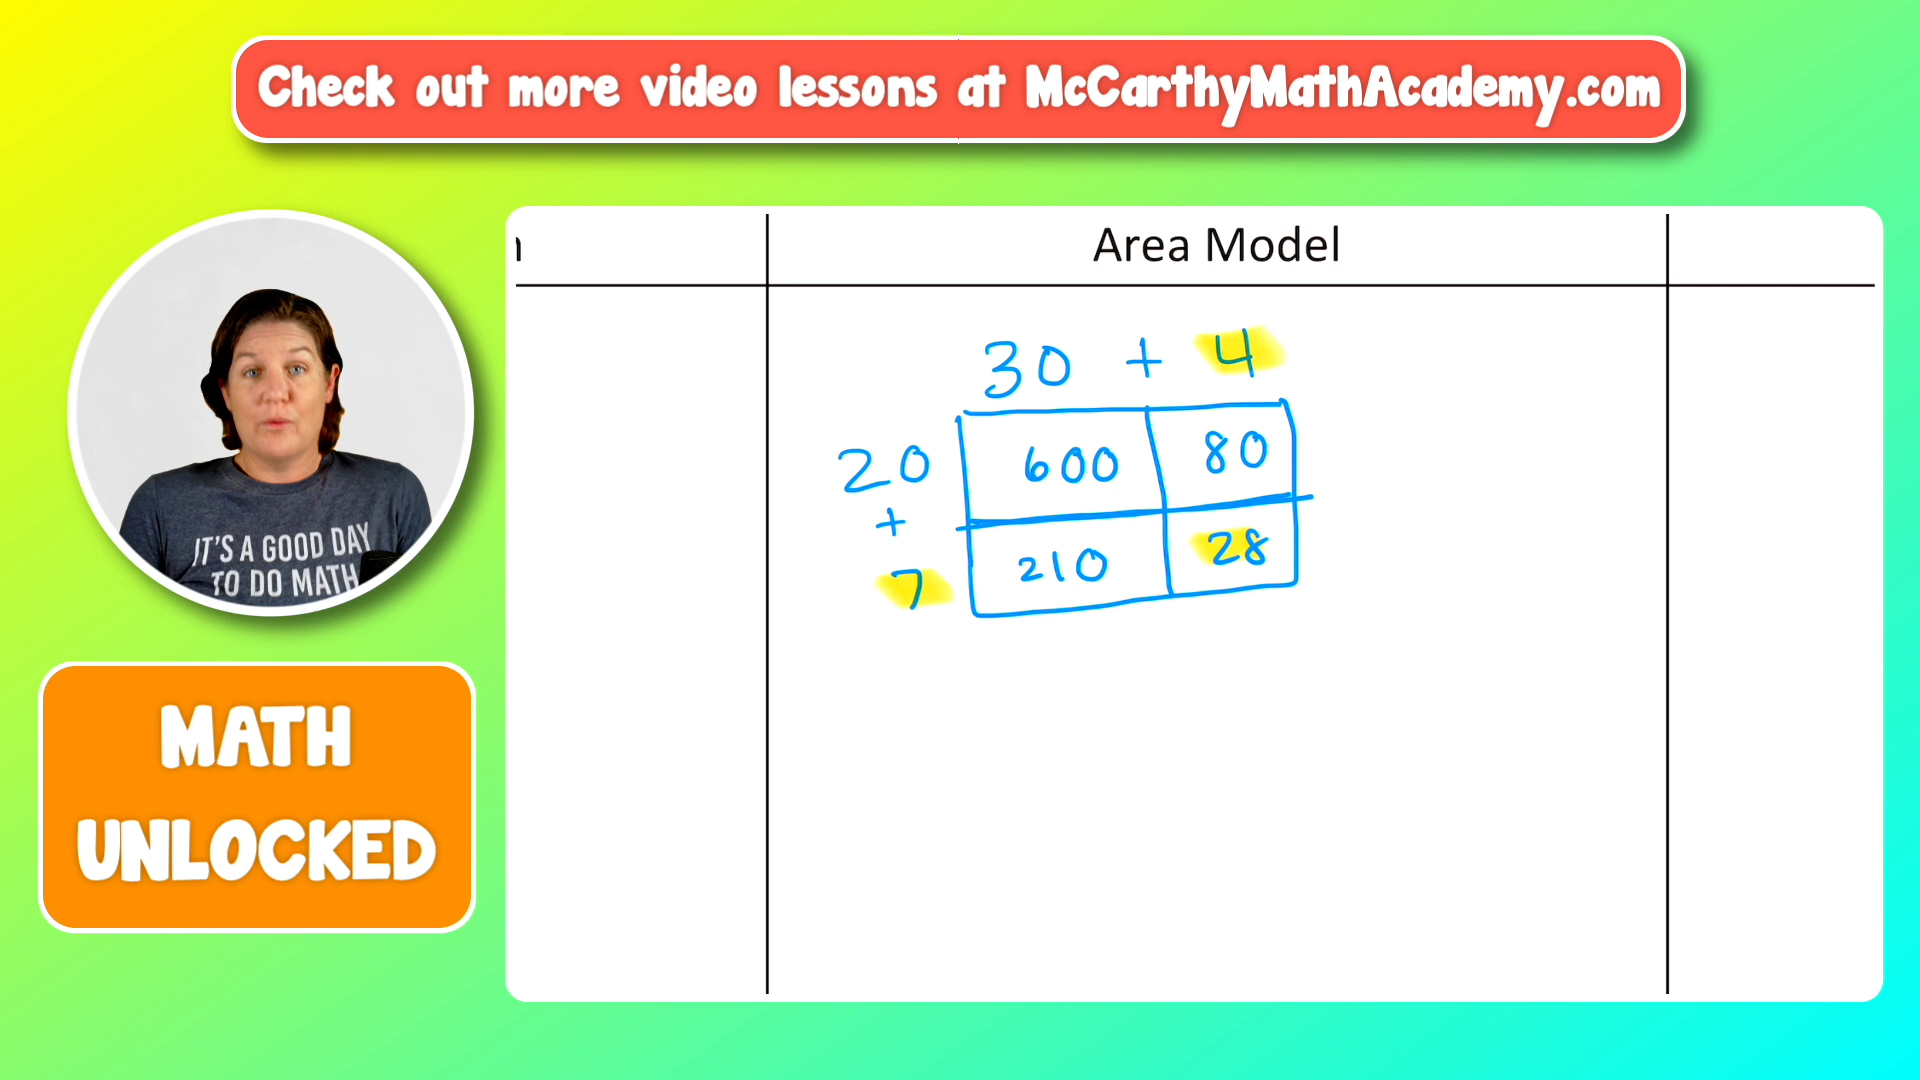 Check out more video lessons at McCarthyMathAcademy.com
Area Model
30 + 4
20
600
80
+
7
210
28
IT'S A GOOD DAY
TO DO MATH
MATH
UNLOCKED